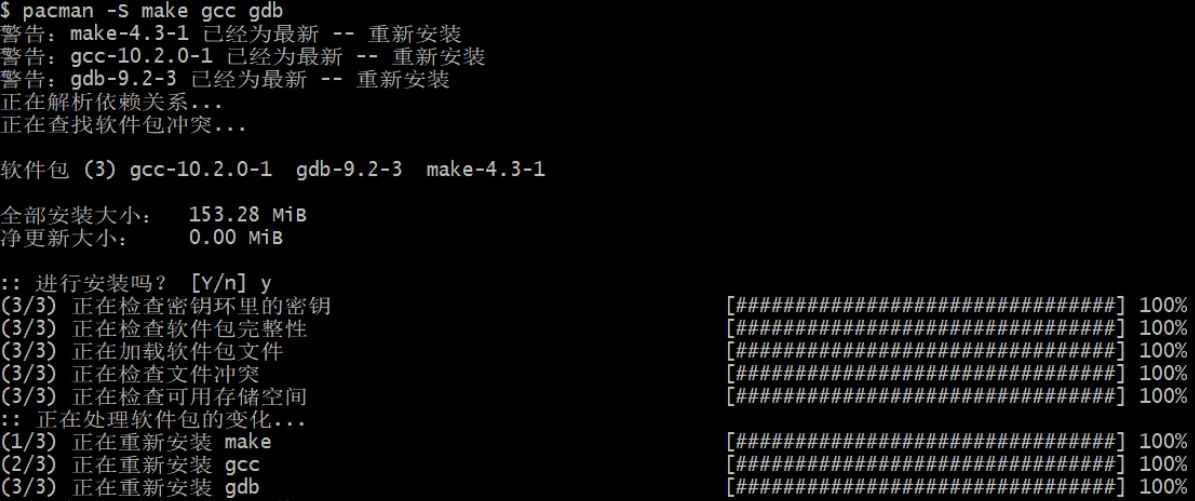 $ pacman -S make gcc gdb
警告：make-4.3-1 已经为最新 -- 重新安装
警告：gcc-10.2.0-1 已经为最新 -- 重新安装
警告：gdb-9.2-3 已经为最新 -- 重新安装
正在解析依赖关系...
正在查找软件包冲突...
软件包 (3) gcc-10.2.0-1  gdb-9.2-3  make-4.3-1
全部安装大小：  153.28 MiB
净更新大小：    0.00 MiB
:: 进行安装吗？ [Y/n] y
(3/3) 正在检查密钥环里的密钥 [################################] 100%
(3/3) 正在检查软件包完整性 [################################] 100%
(3/3) 正在加载软件包文件 [################################] 100%
(3/3) 正在检查文件冲突 [################################] 100%
(3/3) 正在检查可用存储空间 [################################] 100%
:: 正在处理软件包的变化...
(1/3) 正在重新安装 make [################################] 100%
(2/3) 正在重新安装 gcc [################################] 100%
(3/3) 正在重新安装 gdb [################################] 100%